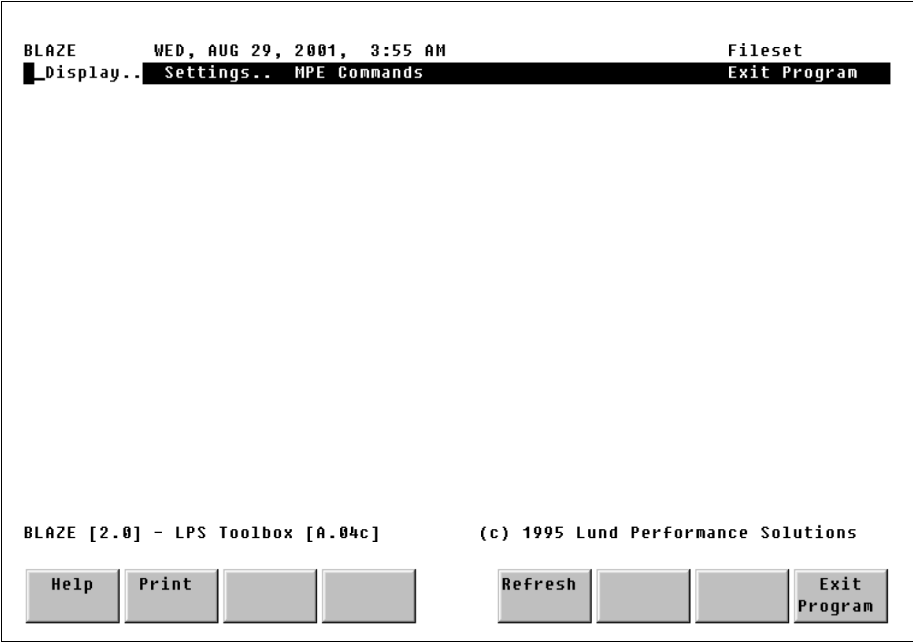 BLAZE WED, AUG 29, 2001, 3:55 AM Fileset
_Display.. Settings.. MPE Commands Exit Program
BLAZE [2.0] - LPS Toolbox [A.04c] (c) 1995 Lund Performance Solutions
Help Print Refresh Exit
Program